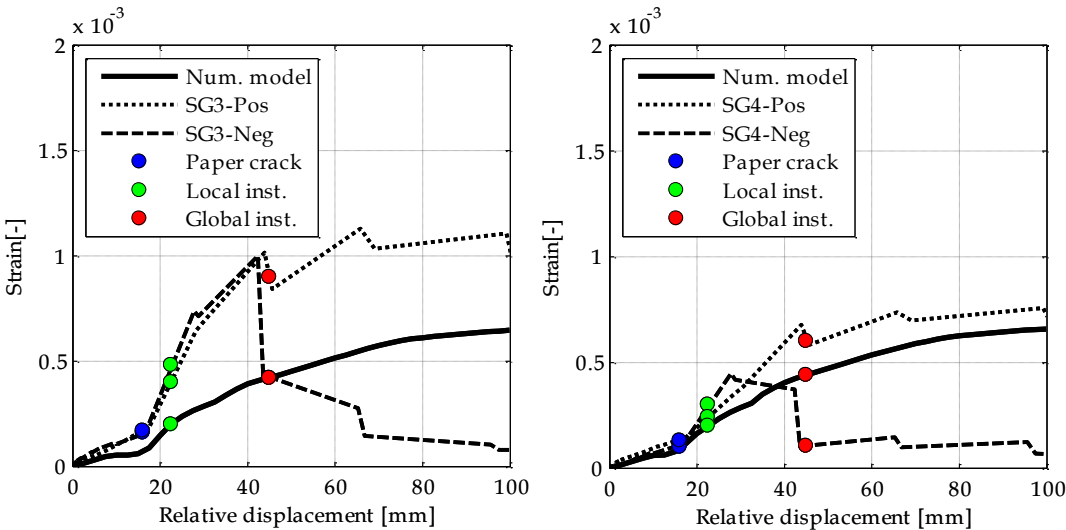 x 10-3
2
1.5
1
0.5
0
Strain[-]
Num. model
SG3-Pos
SG3-Neg
Paper crack
Local inst.
Global inst.
0 20 40 60 80 100
Relative displacement [mm]
x 10-3
2
1.5
1
0.5
0
Strain[-]
Num. model
SG4-Pos
SG4-Neg
Paper crack
Local inst.
Global inst.
0 20 40 60 80 100
Relative displacement [mm]